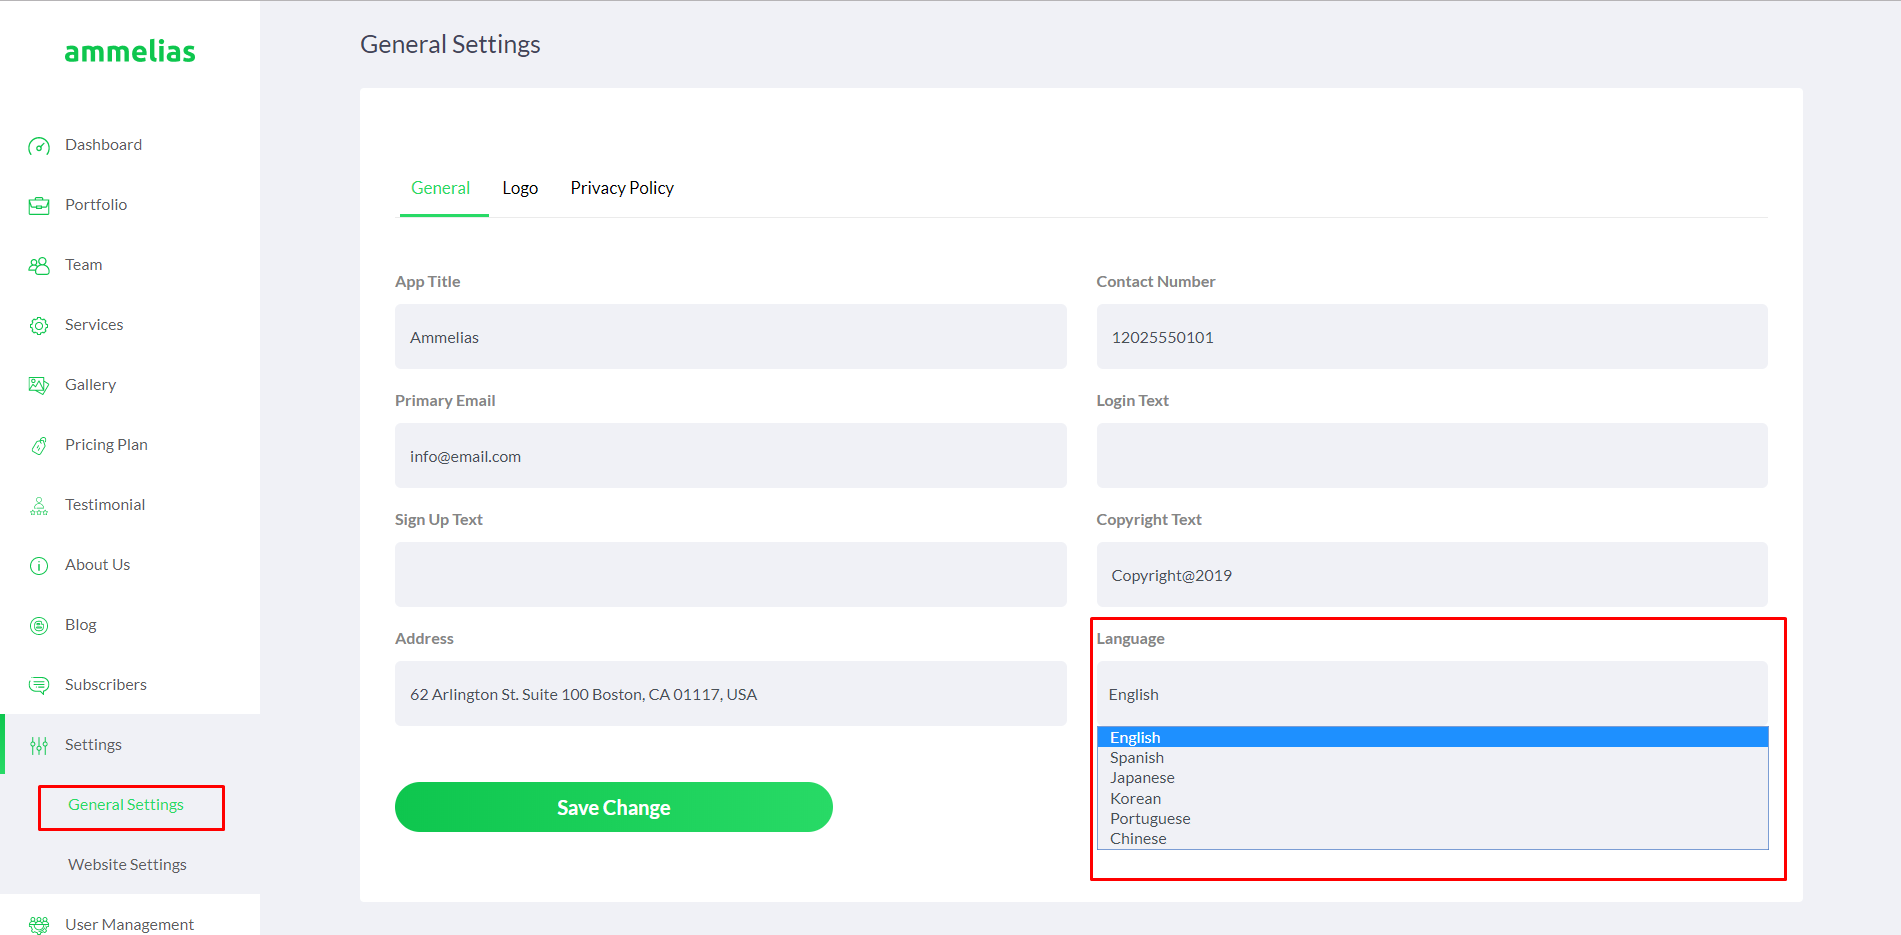 ammelias
Dashboard
Portfolio
Team
Services
Gallery
Pricing Plan
Testimonial
About Us
Blog
Subscribers
Settings
General Settings
Website Settings
User Management
General Settings
General Logo Privacy Policy
App Title
Ammelias
Contact Number
12025550101
Primary Email
info@email.com
Login Text
Sign Up Text
Copyright Text
Copyright@2019
Address
62 Arlington St. Suite 100 Boston, CA 01117, USA
Language
English
English
Spanish
Japanese
Korean
Portuguese
Chinese
Save Change